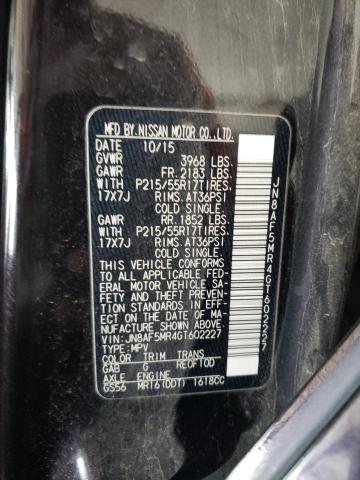 MFD.BY.NISSAN MOTOR CO.,LTD.
DATE 10/15
GVWR 3968 LBS.
GAWR FR.2183 LBS.
WITH P215/55R17TIRES.
17X7J RIMS.AT36PSI
COLD SINGLE.
GAWR RR.1852 LBS.
WITH P215/55R17TIRES.
17X7J RIMS.AT36PSI
COLD SINGLE.
THIS VEHICLE CONFORMS
TO ALL APPLICABLE FED-
ERAL MOTOR VEHICLE SA-
FETY AND THEFT PREVEN-
TION STANDARDS IN EFF-
ECT ON THE DATE OF MA-
NUFACTURE SHOWN ABOVE.
VIN: JN8AF5MR4GT602227
TYPE:MPV
COLOR TRIM TRANS
GAB G RE0F10D
AXLE ENGINE
GS56 MR16(DDT) 1618CC
JN8AF5MR4GT602227